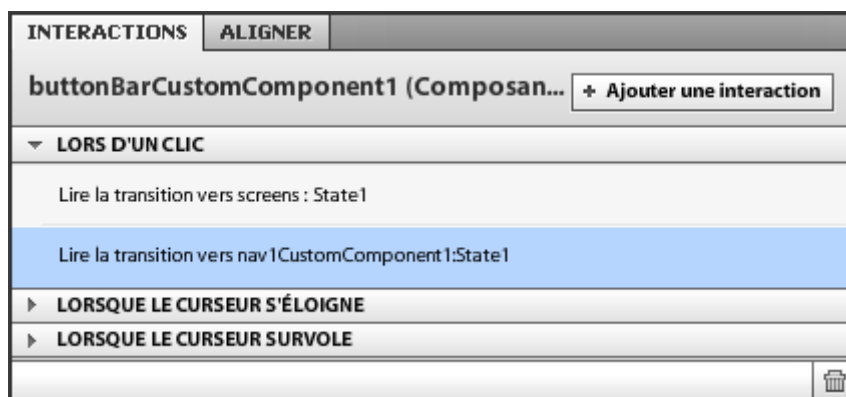 INTERACTIONS ALIGNER
buttonBarCustomComponent1 (Composan... + Ajouter une interaction
LORS D'UN CLIC
Lire la transition vers screens : State1
Lire la transition vers nav1CustomComponent1:State1
LORSQUE LE CURSEUR S'ÉLOIGNE
LORSQUE LE CURSEUR SURVOLE